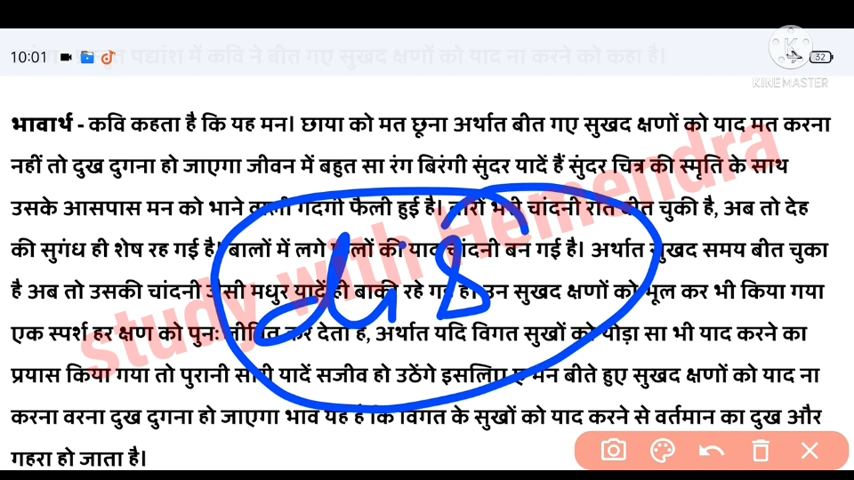 10:01
प्रस्तुत पद्यांश में कवि ने बीत गए सुखद क्षणों को याद ना करने को कहा है।
32
KINEMASTER
भावार्थ - कवि कहता है कि यह मन। छाया को मत छूना अर्थात बीत गए सुखद क्षणों को याद मत करना
नहीं तो दुख दुगना हो जाएगा जीवन में बहुत सा रंग बिरंगी सुंदर यादें हैं सुंदर चित्र की स्मृति के साथ
उसके आसपास मन को भाने वाली गदगी फैली हुई है। तारों भरी चांदनी रात बीत चुकी है, अब तो देह
की सुगंध ही शेष रह गई है। बालों में लगे फूलों की याद चांदनी बन गई है। अर्थात सुखद समय बीत चुका
है अब तो उसकी चांदनी जैसी मधुर यादें ही बाकी रहे गई है। उन सुखद क्षणों को भूल कर भी किया गया
एक स्पर्श हर क्षण को पुनः जीवित कर देता है, अर्थात यदि विगत सुखों को थोड़ा सा भी याद करने का
प्रयास किया गया तो पुरानी सारी यादें सजीव हो उठेंगे इसलिए ए मन बीते हुए सुखद क्षणों को याद ना
करना वरना दुख दुगना हो जाएगा भाव यह है कि विगत के सुखों को याद करने से वर्तमान का दुख और
गहरा हो जाता है।
study with Hemendra